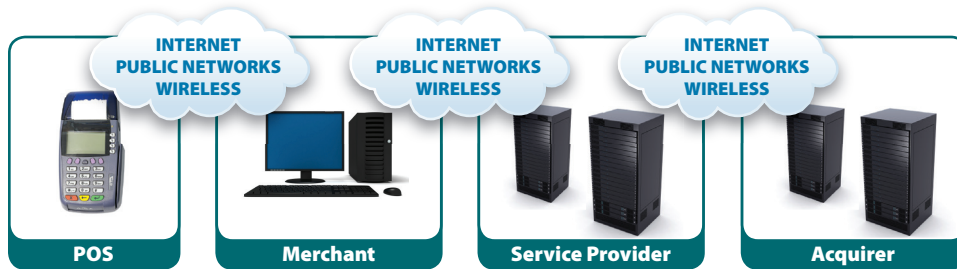 INTERNET
PUBLIC NETWORKS
WIRELESS
INTERNET
PUBLIC NETWORKS
WIRELESS
INTERNET
PUBLIC NETWORKS
WIRELESS
POS
Merchant
Service Provider
Acquirer